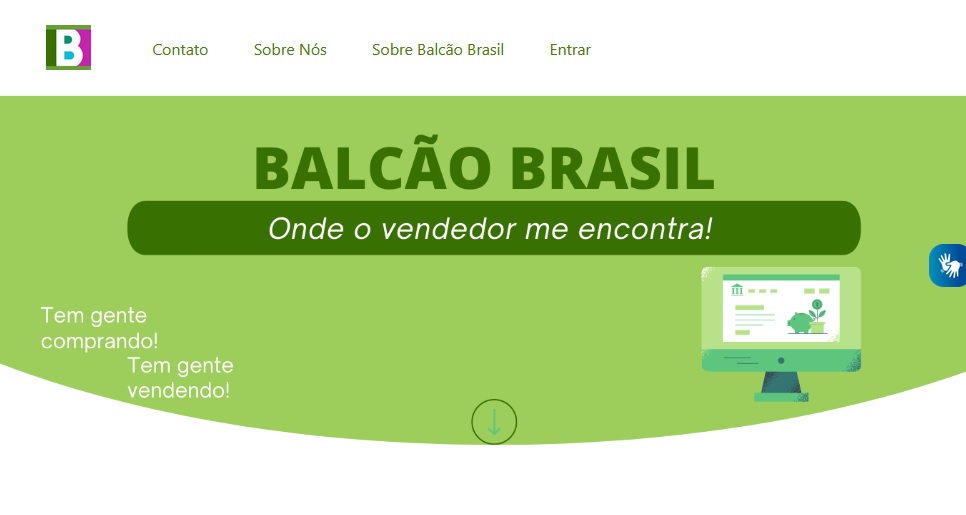 B
Contato
Sobre Nós
Sobre Balcão Brasil
Entrar
BALCÃO BRASIL
Onde o vendedor me encontra!
Tem gente
comprando!
Tem gente
vendendo!